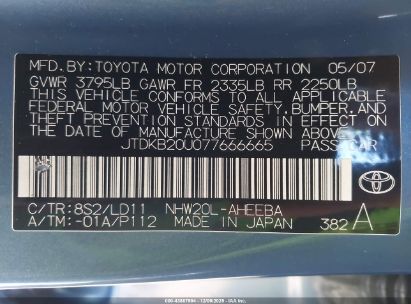 MFD.BY:TOYOTA MOTOR CORPORATION 05/07
GVWR 3795LB GAWR FR 2335LB RR 2250LB
THIS VEHICLE CONFORMS TO ALL APPLICABLE
FEDERAL MOTOR VEHICLE SAFETY,BUMPER,AND
THEFT PREVENTION STANDARDS IN EFFECT ON
THE DATE OF MANUFACTURE SHOWN ABOVE.
JTDKB20U077666665 PASS CAR
C/TR:8S2/LD11 NHW20L-AHEEBA
A/TM:-01A/P112 MADE IN JAPAN 382 A
TOYOTA